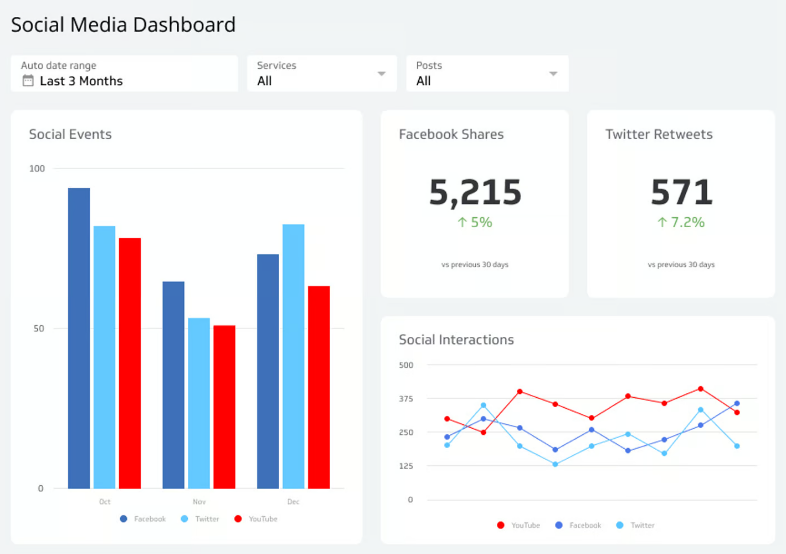 Social Media Dashboard
Auto date range
Last 3 Months
Services
All
Posts
All
Social Events
100
50
0
Oct Nov Dec
Facebook Twitter YouTube
Facebook Shares
5,215
↑ 5%
vs previous 30 days
Twitter Retweets
571
↑ 7.2%
vs previous 30 days
Social Interactions
500
375
250
125
0
YouTube Facebook Twitter